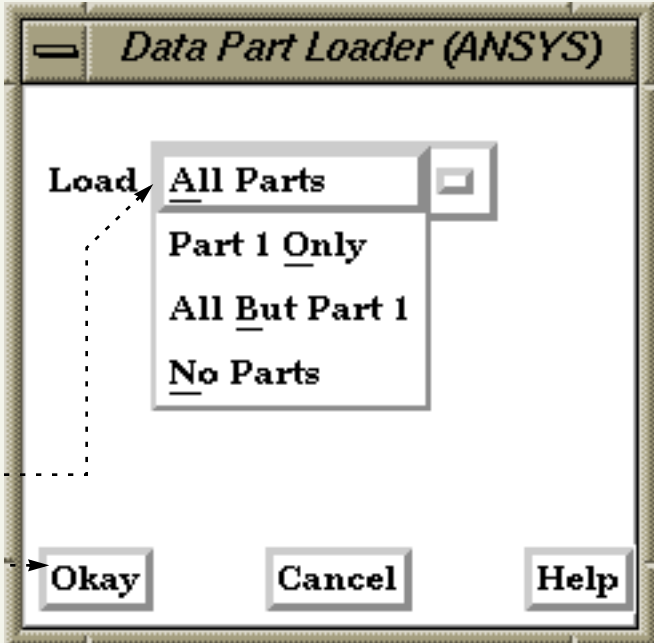 Data Part Loader (ANSYS)
Load All Parts
Part 1 Only
All But Part 1
No Parts
Okay Cancel Help